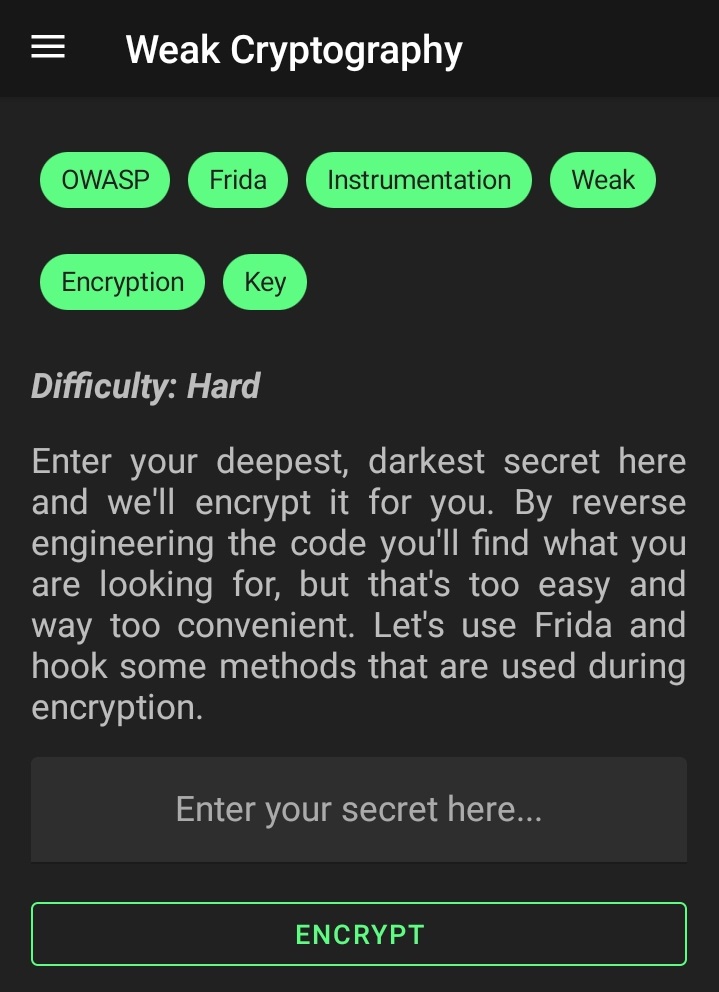 Weak Cryptography
OWASP Frida Instrumentation Weak
Encryption Key
Difficulty: Hard
Enter your deepest, darkest secret here
and we'll encrypt it for you. By reverse
engineering the code you'll find what you
are looking for, but that's too easy and
way too convenient. Let's use Frida and
hook some methods that are used during
encryption.
Enter your secret here...
ENCRYPT